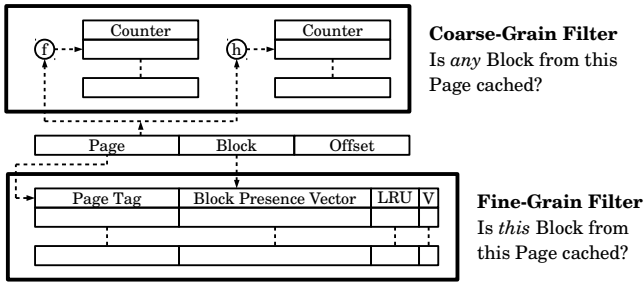 Counter
Counter
f
h
Coarse-Grain Filter
Is any Block from this
Page cached?
Page Block Offset
Page Tag Block Presence Vector LRU V
Fine-Grain Filter
Is this Block from
this Page cached?